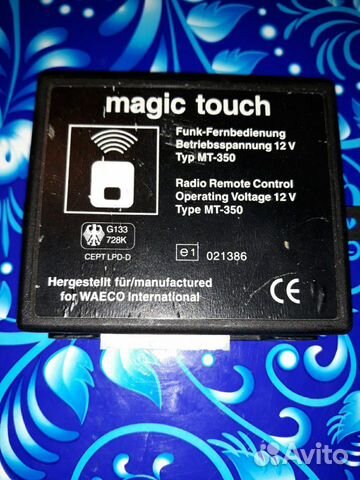 magic touch
Funk-Fernbedienung
Betriebsspannung 12 V
Typ MT-350
Radio Remote Control
Operating Voltage 12 V
Type MT-350
G133
728K
CEPT LPD-D
e1 021386
Hergestellt für/manufactured
for WAECO International
CE
Avito